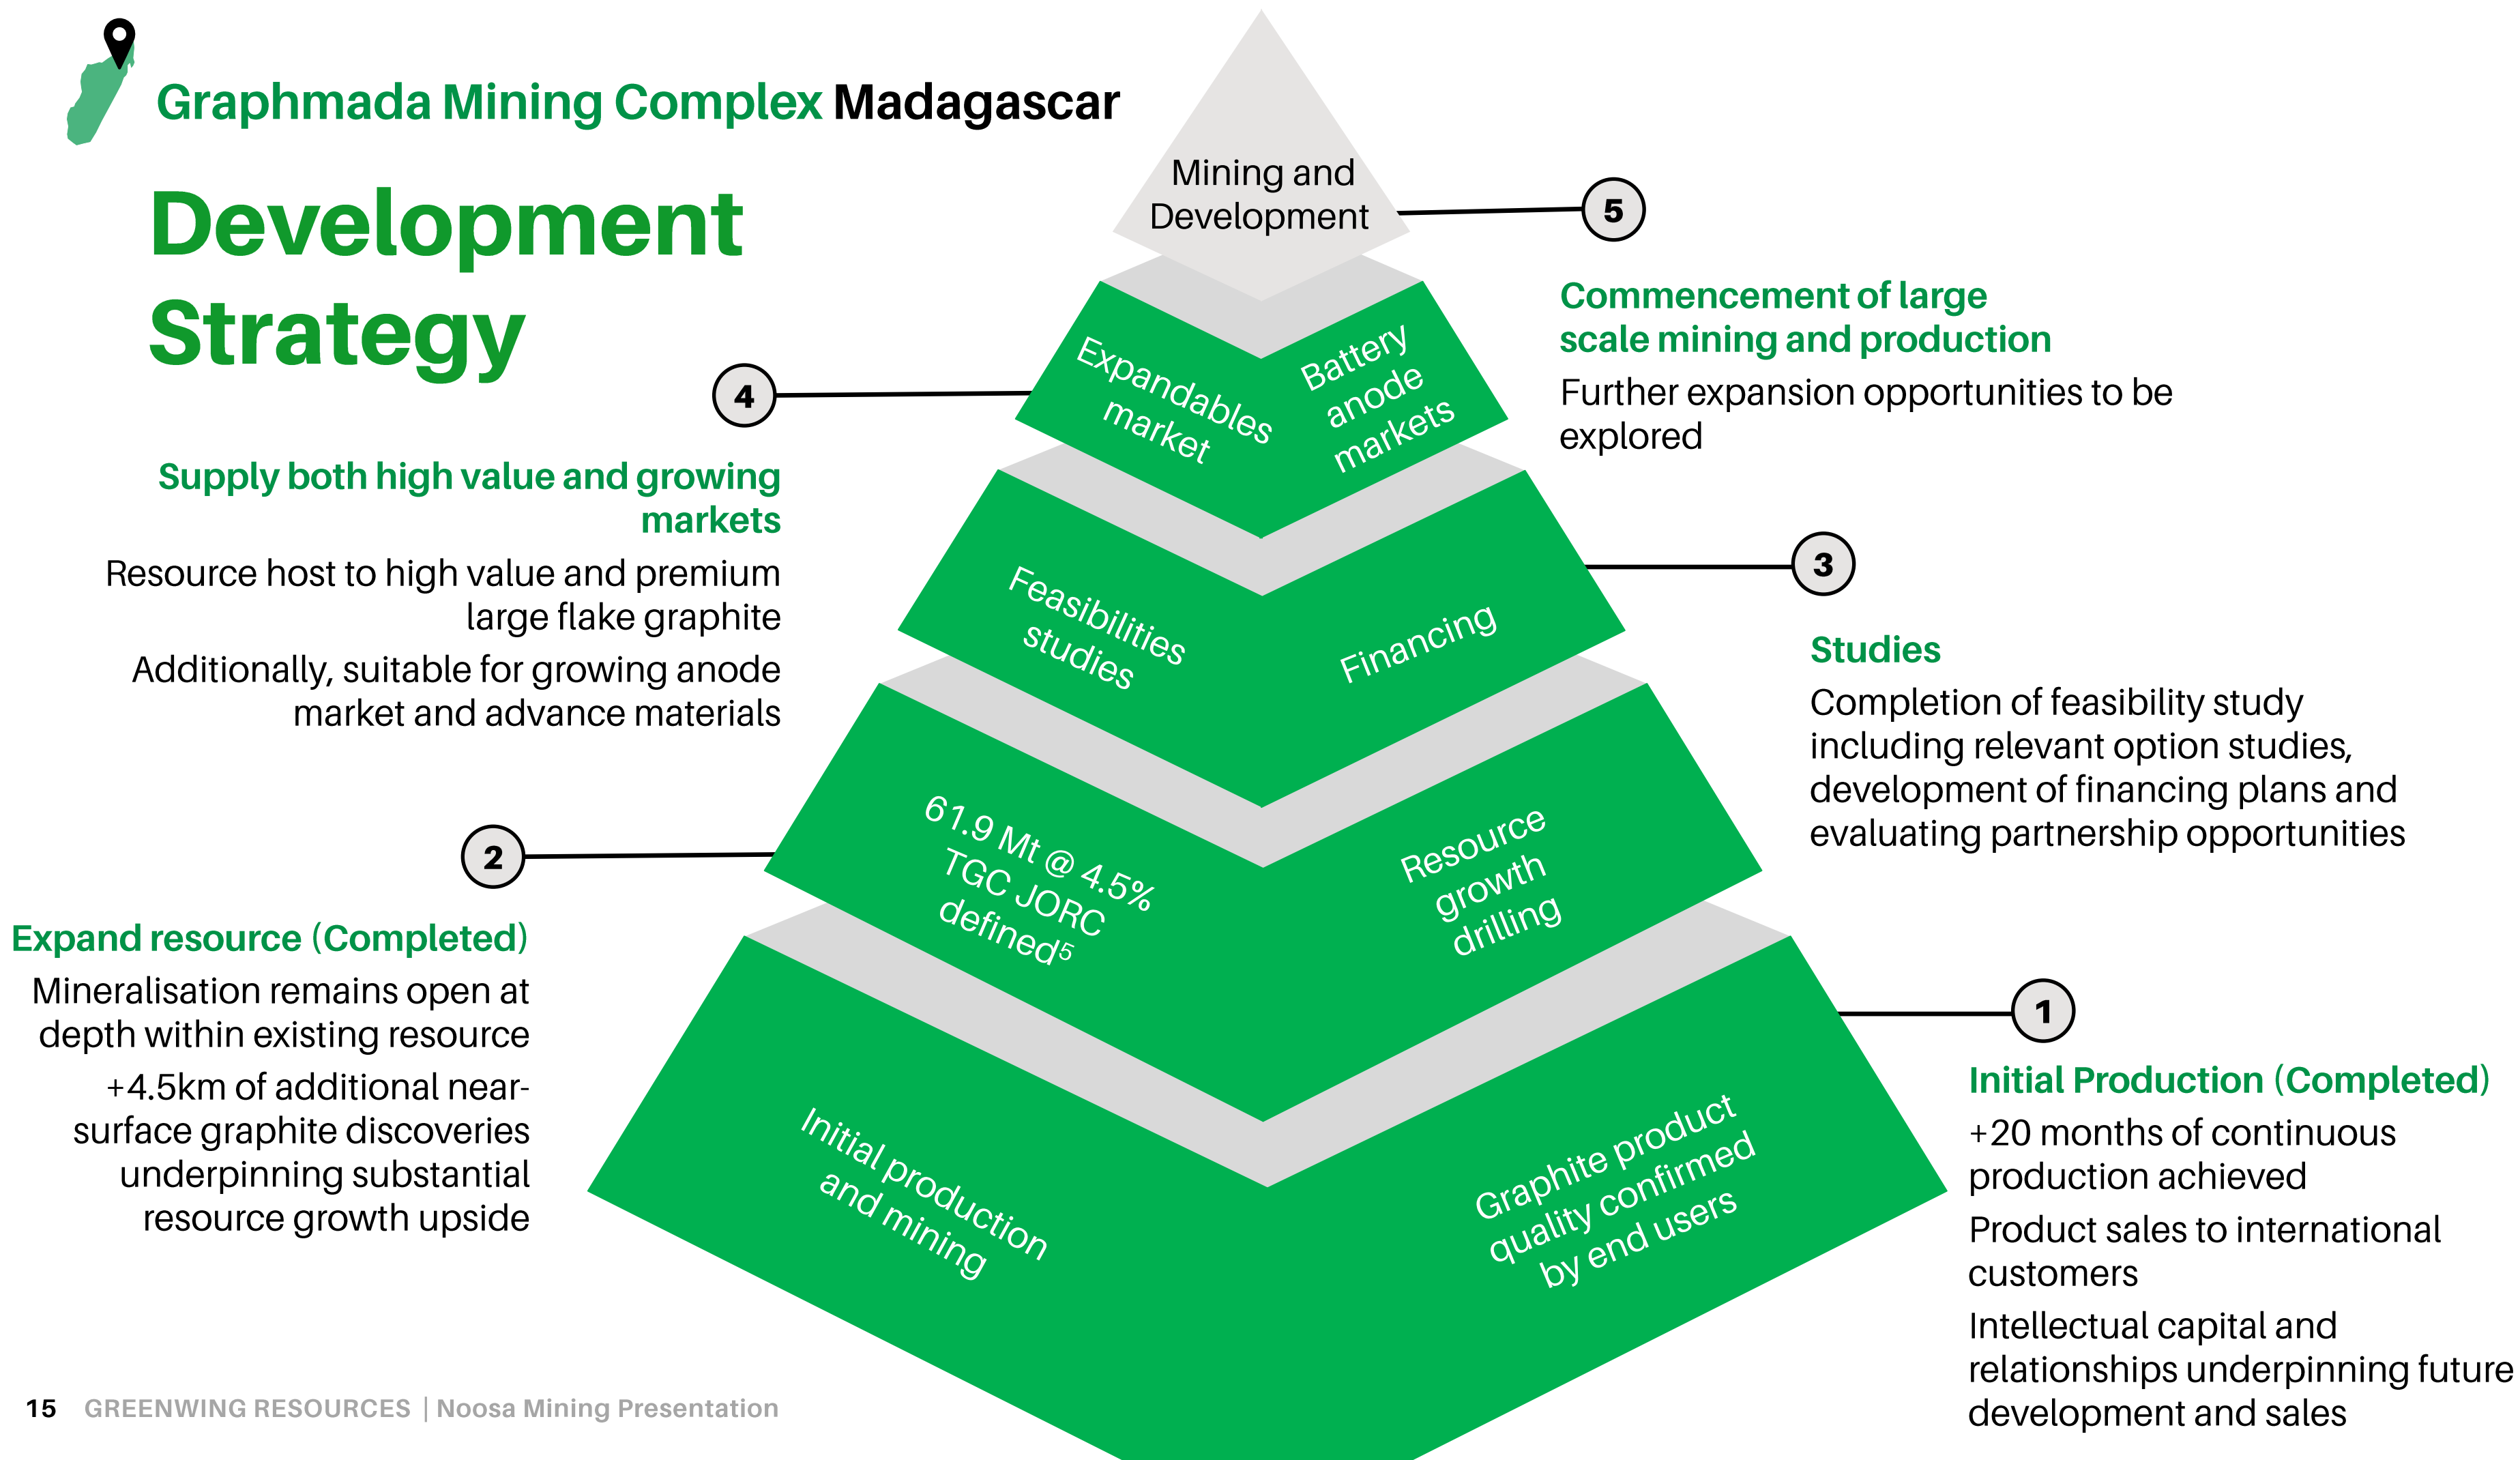 Graphmada Mining Complex Madagascar
Development
Strategy
Mining and
Development
5
Commencement of large
scale mining and production
Further expansion opportunities to be
explored
Expandables
market
Battery
anode
markets
4
Supply both high value and growing
markets
Resource host to high value and premium
large flake graphite
Additionally, suitable for growing anode
market and advance materials
Feasibilities
studies
Financing
3
Studies
Completion of feasibility study
including relevant option studies,
development of financing plans and
evaluating partnership opportunities
61.9 Mt @ 4.5%
TGC JORC
defined⁵
Resource
growth
drilling
2
Expand resource (Completed)
Mineralisation remains open at
depth within existing resource
+4.5km of additional near-
surface graphite discoveries
underpinning substantial
resource growth upside
Initial production
and mining
Graphite product
quality confirmed
by end users
1
Initial Production (Completed)
+20 months of continuous
production achieved
Product sales to international
customers
Intellectual capital and
relationships underpinning future
development and sales
15 GREENWING RESOURCES | Noosa Mining Presentation